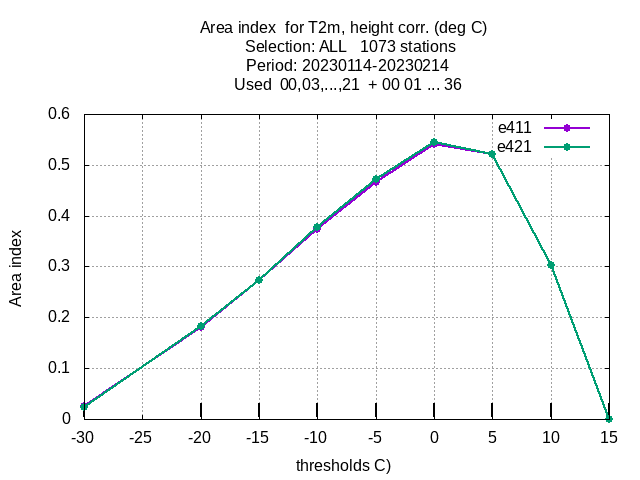 Area index  for T2m, height corr. (deg C)
Selection: ALL   1073 stations
Period: 20230114-20230214
Used  00,03,...,21  + 00 01 ... 36
0.6
0.5
0.4
0.3
0.2
0.1
0
Area index
e411
e421
-30 -25 -20 -15 -10 -5 0 5 10 15
thresholds C)